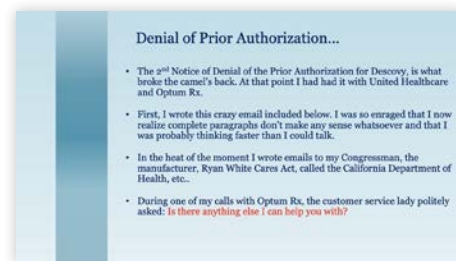 Denial of Prior Authorization...
• The 2nd Notice of Denial of the Prior Authorization for Descovy, is what
broke the camel's back. At that point I had had it with United Healthcare
and Optum Rx.
• First, I wrote this crazy email included below. I was so enraged that I now
realize complete paragraphs don't make any sense whatsoever and that I
was probably thinking faster than I could talk.
• In the heat of the moment I wrote emails to my Congressman, the
manufacturer, Ryan White Cares Act, called the California Department of
Health, etc..
• During one of my calls with Optum Rx, the customer service lady politely
asked: Is there anything else I can help you with?